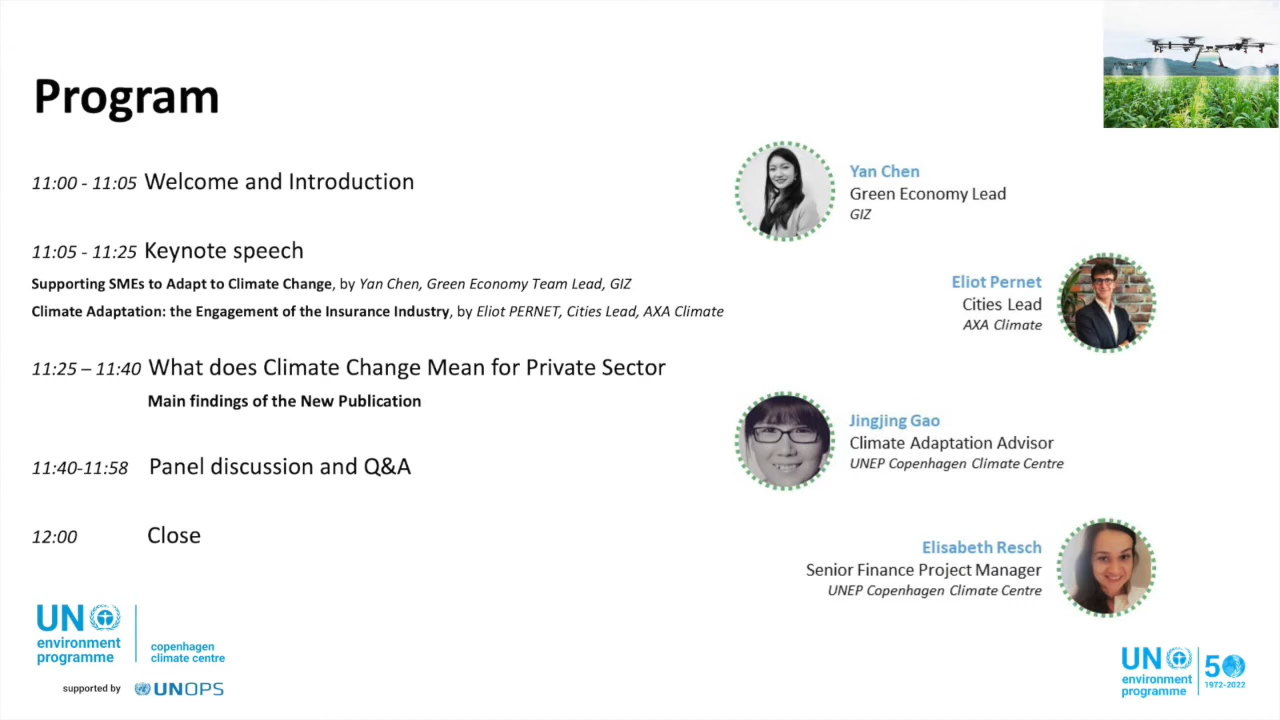 Program
11:00 - 11:05 Welcome and Introduction
11:05 - 11:25 Keynote speech
Supporting SMEs to Adapt to Climate Change, by Yan Chen, Green Economy Team Lead, GIZ
Climate Adaptation: the Engagement of the Insurance Industry, by Eliot PERNET, Cities Lead, AXA Climate
11:25 – 11:40 What does Climate Change Mean for Private Sector
Main findings of the New Publication
11:40-11:58 Panel discussion and Q&A
12:00 Close
Yan Chen
Green Economy Lead
GIZ
Eliot Pernet
Cities Lead
AXA Climate
Jingjing Gao
Climate Adaptation Advisor
UNEP Copenhagen Climate Centre
Elisabeth Resch
Senior Finance Project Manager
UNEP Copenhagen Climate Centre
UN
environment
programme
copenhagen
climate centre
supported by UNOPS
UN
environment
programme
50
1972-2022